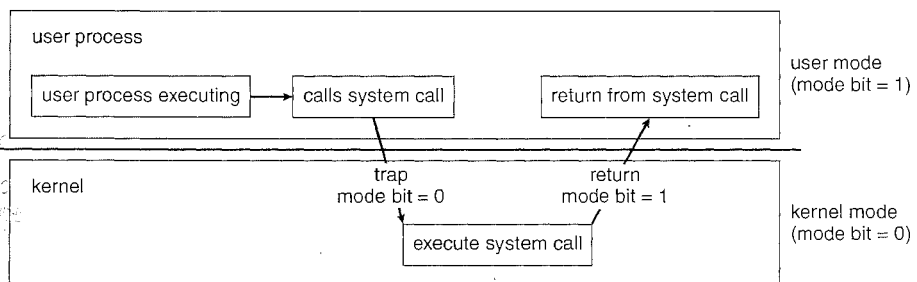 user process
user process executing
calls system call
return from system call
user mode
(mode bit = 1)
kernel
trap
mode bit = 0
return
mode bit = 1
execute system call
kernel mode
(mode bit = 0)